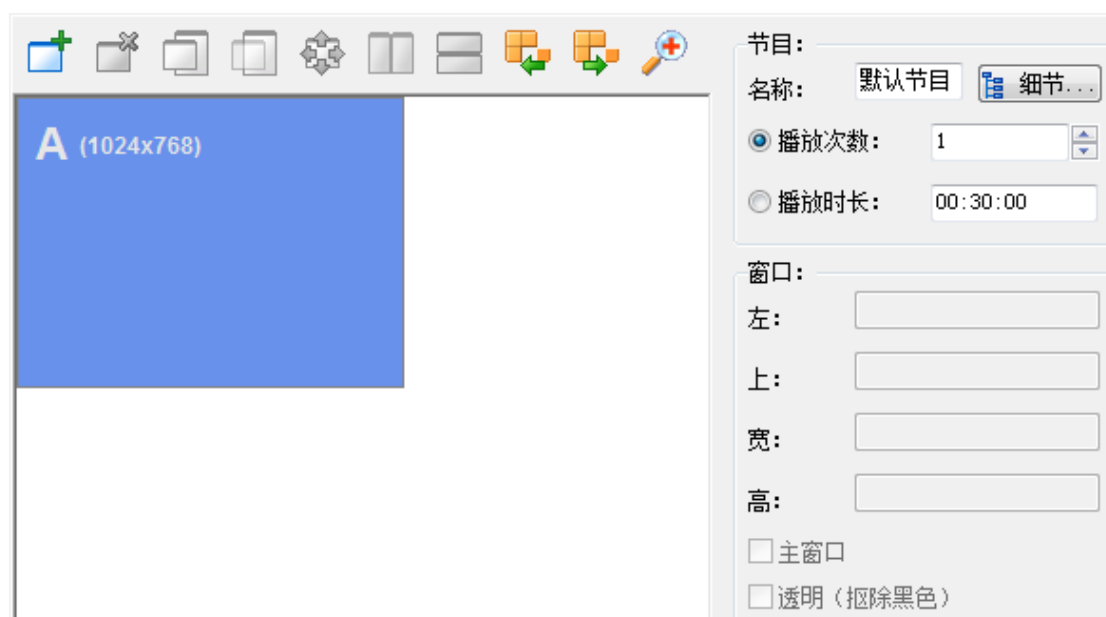 A (1024x768)
节目：
名称： 默认节目 细节...
播放次数： 1
播放时长： 00:30:00
窗口：
左：
上：
宽：
高：
主窗口
透明（抠除黑色）